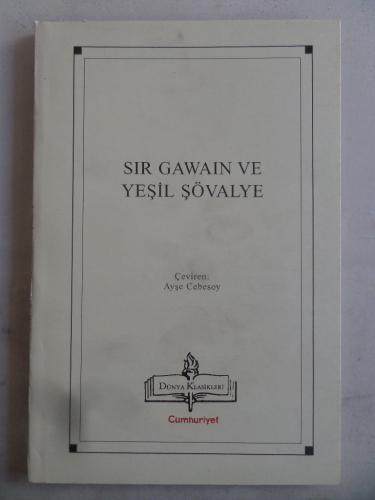 SIR GAWAIN VE
YEŞİL ŞÖVALYE
Çeviren:
Ayşe Cebesoy
DÜNYA KLASİKLERİ
Cumhuriyet